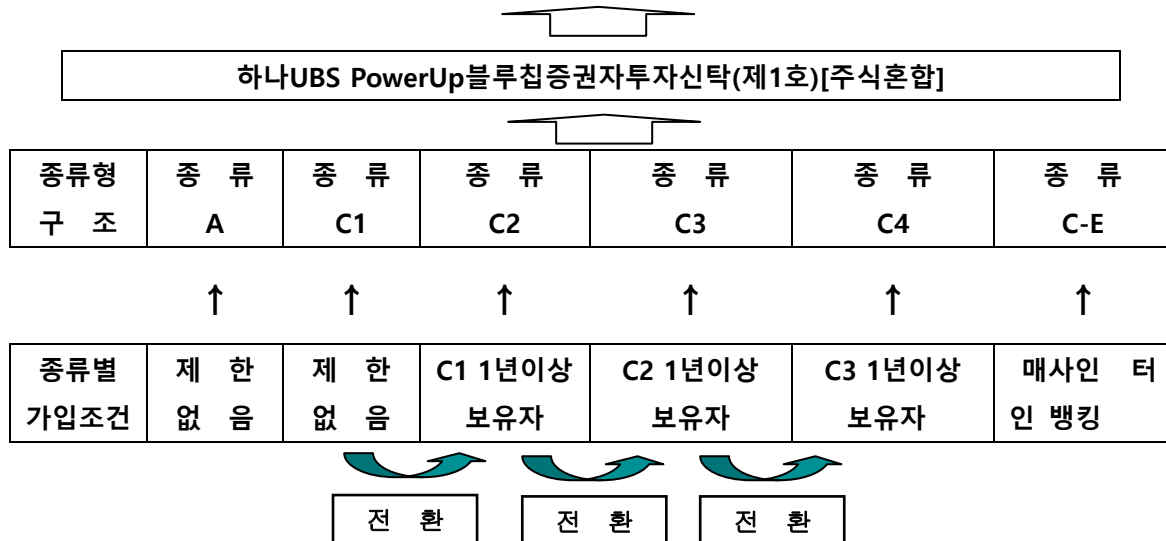 하나UBS PowerUp블루칩증권자투자신탁(제1호)[주식혼합]
종류형 종 류 종 류 종 류 종 류 종 류 종 류
구 조 A C1 C2 C3 C4 C-E
↑ ↑ ↑ ↑ ↑ ↑
종류별 제 한 제 한 C1 1년이상 C2 1년이상 C3 1년이상 매사인 터
가입조건 없 음 없 음 보유자 보유자 보유자 인 뱅킹
전 환 전 환 전 환